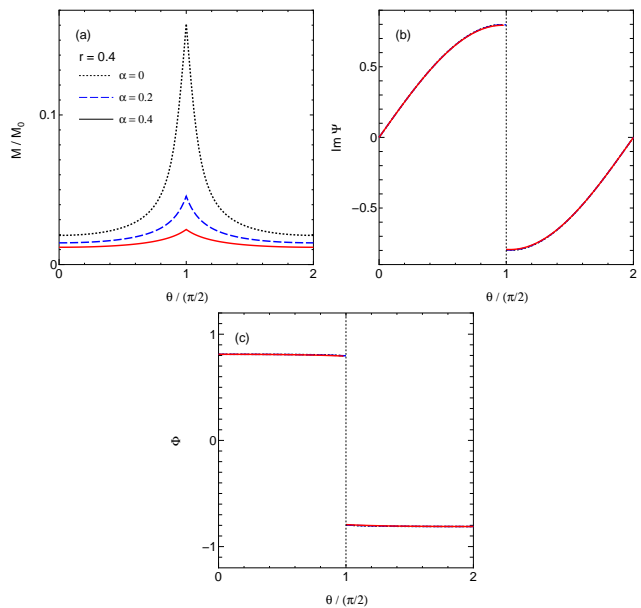 (a)
r = 0.4
α = 0
α = 0.2
α = 0.4
M / M₀
0.1
0
0 1 2
θ / (π/2)
(b)
Im Ψ
0.5
0
−0.5
0 1 2
θ / (π/2)
(c)
Φ
1
0
−1
0 1 2
θ / (π/2)